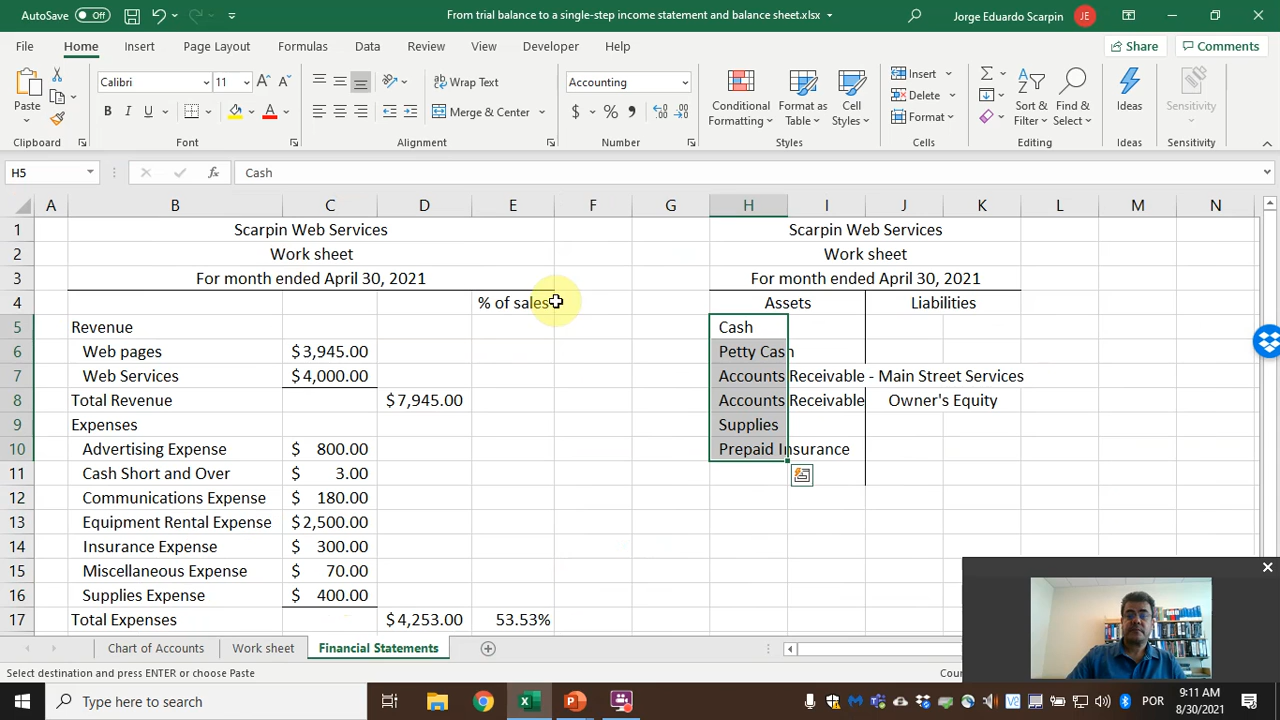 AutoSave Off From trial balance to a single-step income statement and balance sheet.xlsx Jorge Eduardo Scarpin JE
File Home Insert Draw Page Layout Formulas Data Review View Developer Help Share Comments
Paste Calibri 11 Wrap Text Accounting Conditional Formatting Format as Table Cell Styles Insert Delete Format Sort & Filter Find & Select Ideas Sensitivity
B I U Merge & Center $ %
Clipboard Font Alignment Number Styles Cells Editing Ideas Sensitivity
H5 fx Cash
A B C D E F G H I J K L M N
1 Scarpin Web Services Scarpin Web Services
2 Work sheet Work sheet
3 For month ended April 30, 2021 For month ended April 30, 2021
4 % of sales Assets Liabilities
5 Revenue Cash
6 Web pages $3,945.00 Petty Cash
7 Web Services $4,000.00 Accounts Receivable - Main Street Services
8 Total Revenue $7,945.00 Accounts Receivable Owner's Equity
9 Expenses Supplies
10 Advertising Expense $ 800.00 Prepaid Insurance
11 Cash Short and Over $ 3.00
12 Communications Expense $ 180.00
13 Equipment Rental Expense $2,500.00
14 Insurance Expense $ 300.00
15 Miscellaneous Expense $ 70.00
16 Supplies Expense $ 400.00
17 Total Expenses $4,253.00 53.53%
Chart of Accounts Work sheet Financial Statements
Select destination and press ENTER or choose Paste
Type here to search POR 9:11 AM
8/30/2021